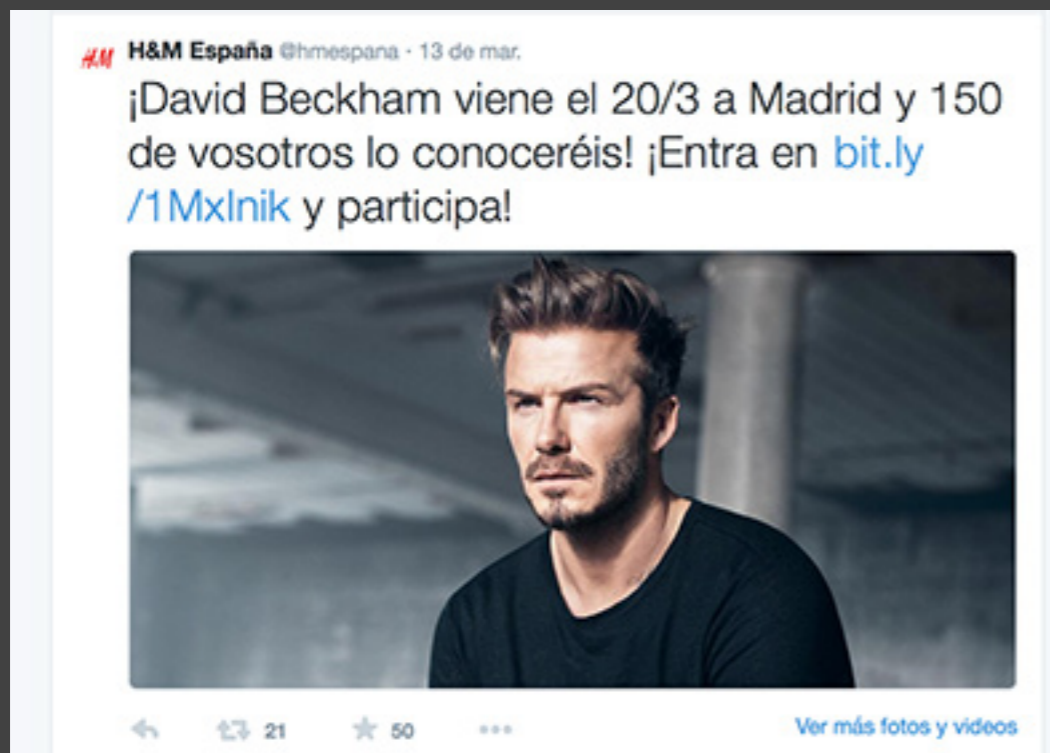 H&M H&M España @hmespana · 13 de mar.
¡David Beckham viene el 20/3 a Madrid y 150
de vosotros lo conoceréis! ¡Entra en bit.ly
/1MxInik y participa!
21 50 Ver más fotos y videos